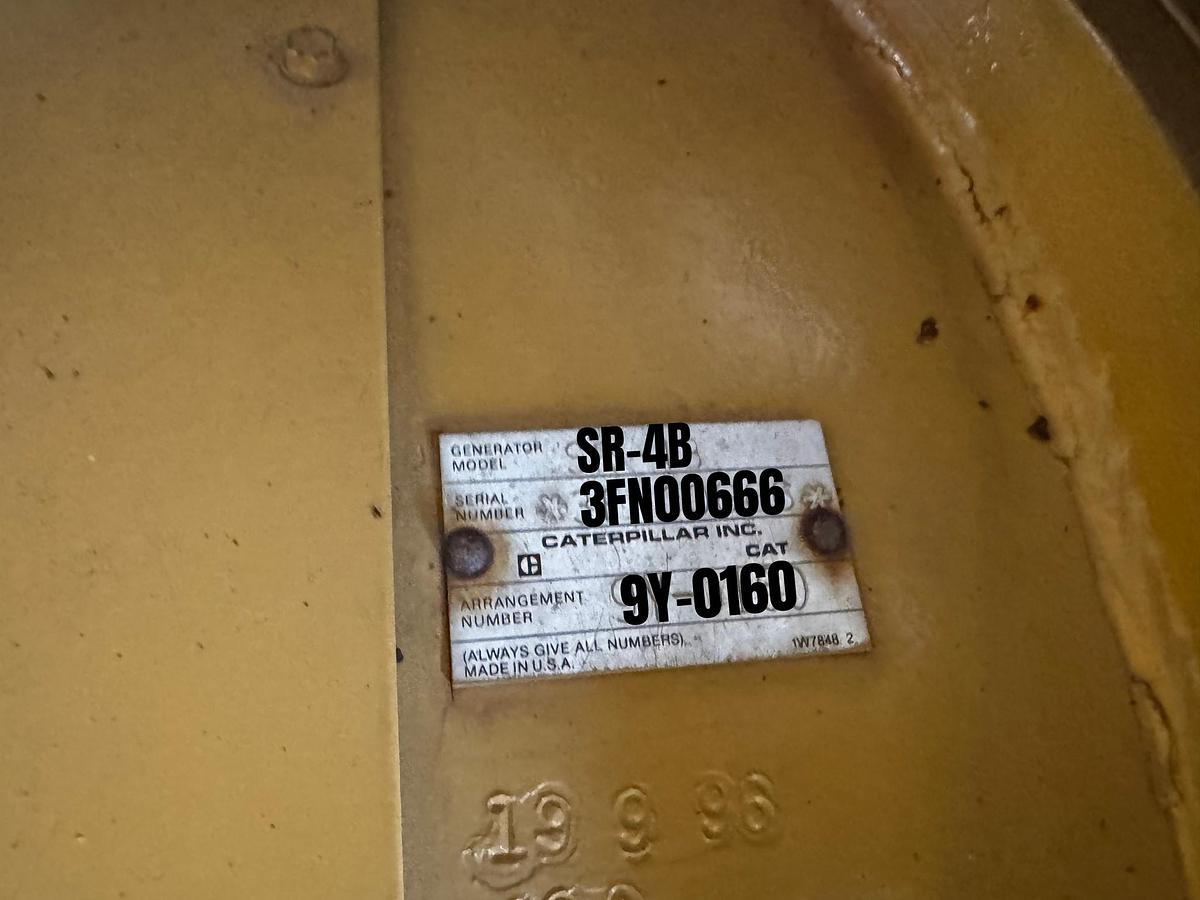 GENERATOR
MODEL
SR-4B
SERIAL
NUMBER
*3FN00666*
CATERPILLAR INC.
CAT
ARRANGEMENT
NUMBER
9Y-0160
(ALWAYS GIVE ALL NUMBERS)
MADE IN U.S.A.
1W7848 2
19 9 96